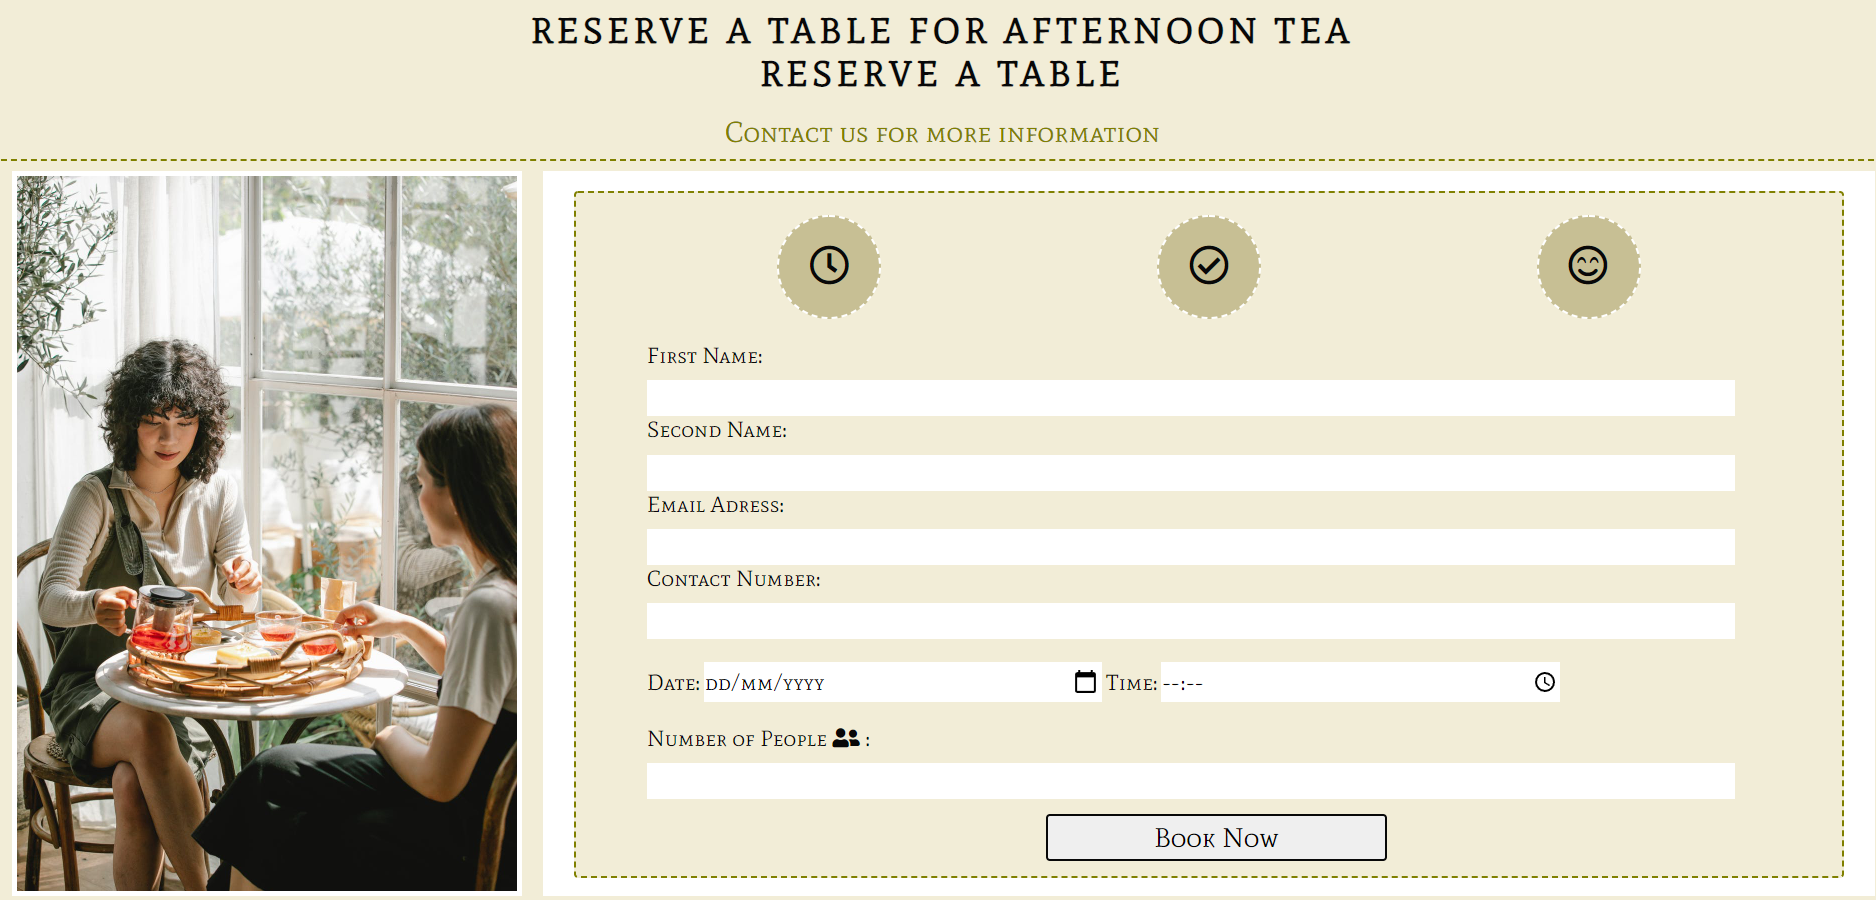 RESERVE A TABLE FOR AFTERNOON TEA
RESERVE A TABLE
Contact us for more information
First Name:
Second Name:
Email Adress:
Contact Number:
Date: dd/mm/yyyy Time: --:--
Number of People :
Book Now